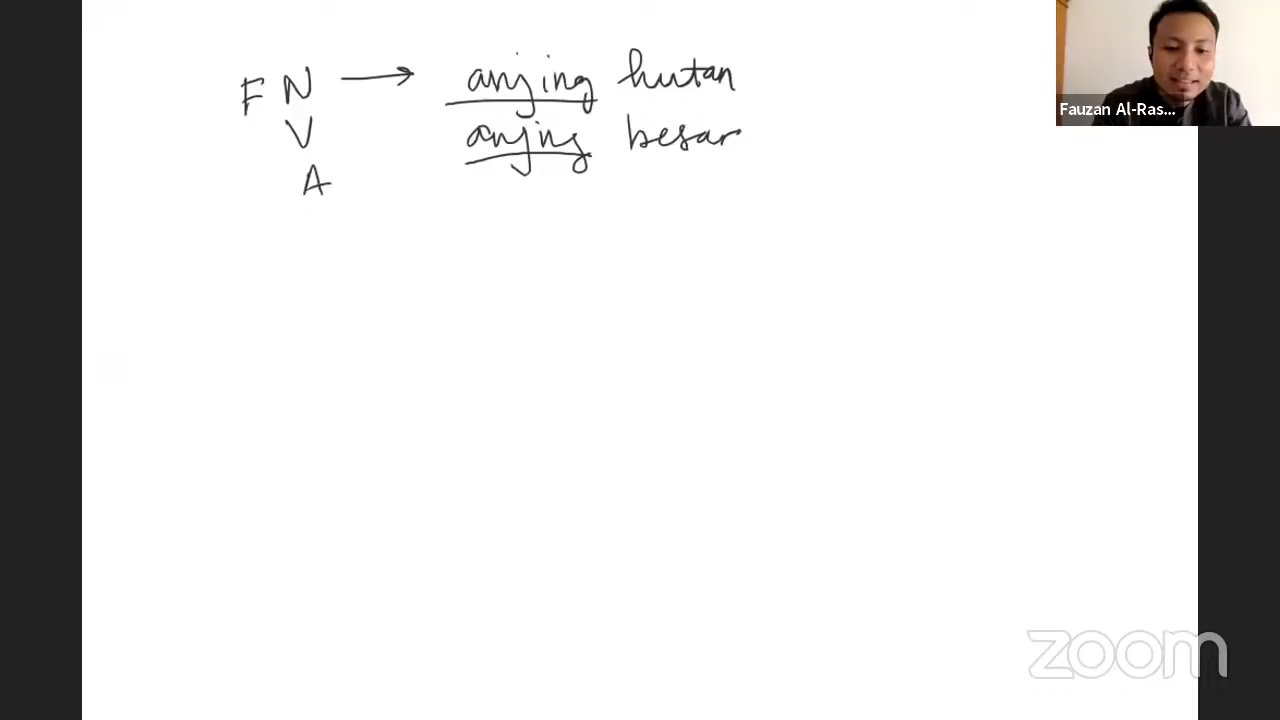 F N → anjing hutan
V anjing besar
A
Fauzan Al-Ras...
zoom